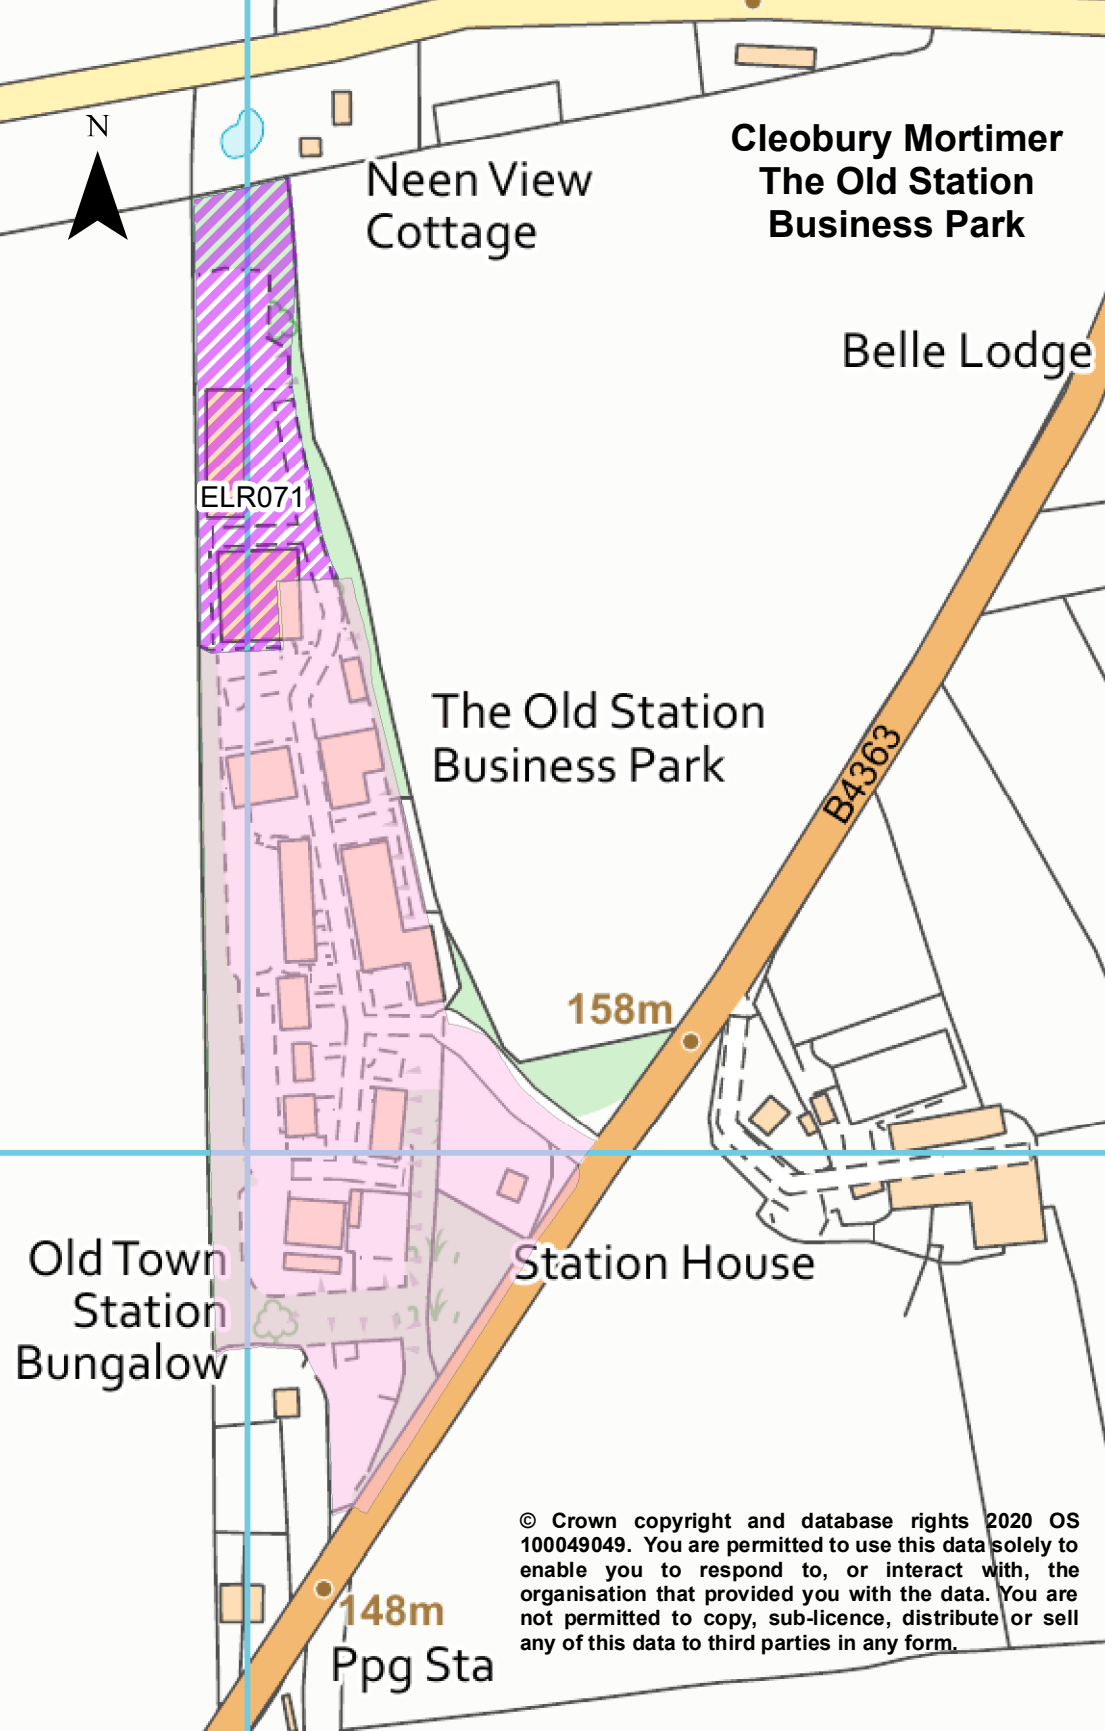 N
Cleobury Mortimer
The Old Station
Business Park
Neen View
Cottage
Belle Lodge
ELR071
The Old Station
Business Park
B4363
158m
Old Town
Station
Bungalow
Station House
© Crown copyright and database rights 2020 OS
100049049. You are permitted to use this data solely to
enable you to respond to, or interact with, the
organisation that provided you with the data. You are
not permitted to copy, sub-licence, distribute or sell
any of this data to third parties in any form.
148m
Ppg Sta